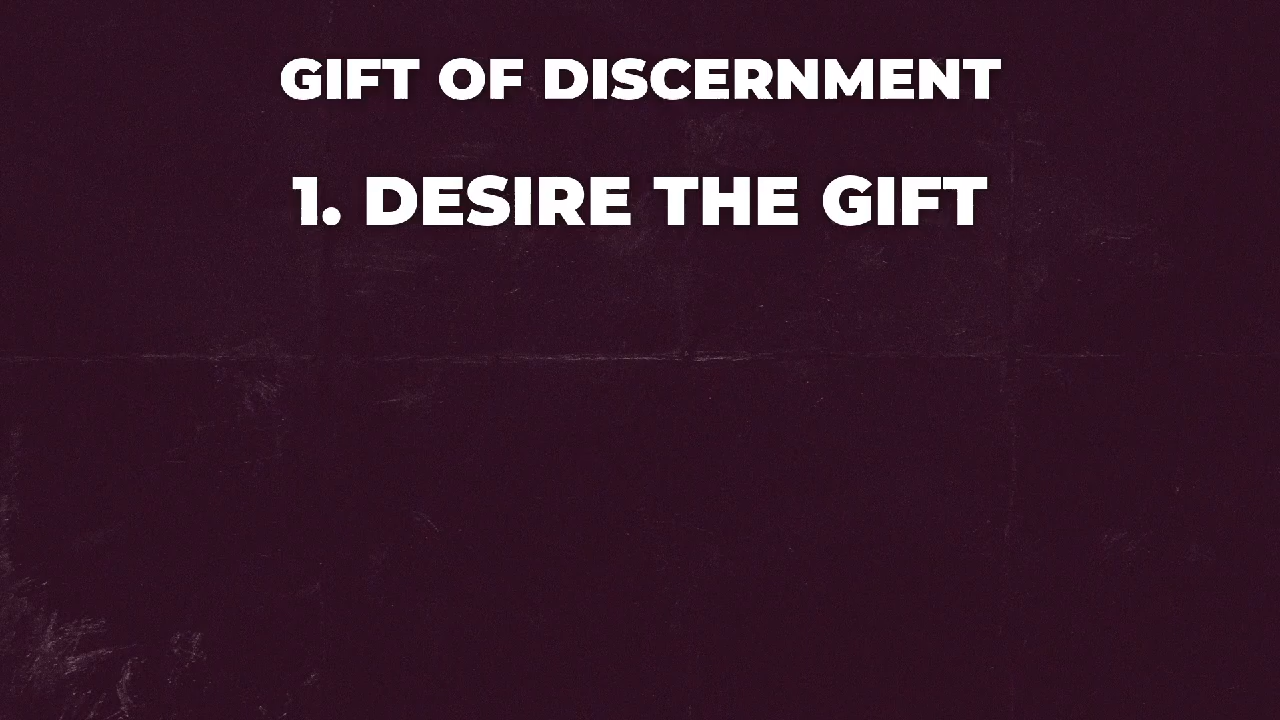 GIFT OF DISCERNMENT
1. DESIRE THE GIFT